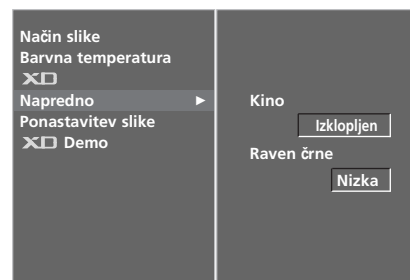 Način slike
Barvna temperatura
XD
Napredno ►
Ponastavitev slike
XD Demo
Kino
Izklopljen
Raven črne
Nizka